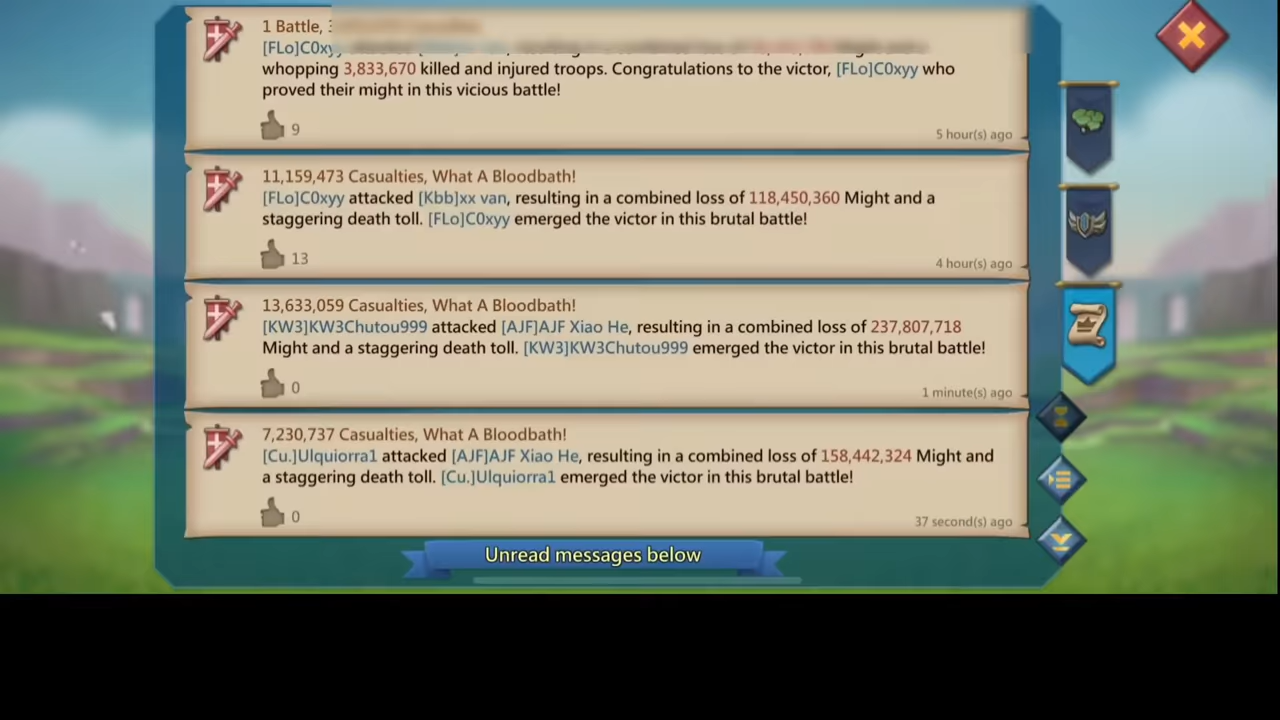 1 Battle,
[FLo]C0xyy
whopping 3,833,670 killed and injured troops. Congratulations to the victor, [FLo]C0xyy who
proved their might in this vicious battle!
9
5 hour(s) ago
11,159,473 Casualties, What A Bloodbath!
[FLo]C0xyy attacked [Kbb]xx van, resulting in a combined loss of 118,450,360 Might and a
staggering death toll. [FLo]C0xyy emerged the victor in this brutal battle!
13
4 hour(s) ago
13,633,059 Casualties, What A Bloodbath!
[KW3]KW3Chutou999 attacked [AJF]AJF Xiao He, resulting in a combined loss of 237,807,718
Might and a staggering death toll. [KW3]KW3Chutou999 emerged the victor in this brutal battle!
0
1 minute(s) ago
7,230,737 Casualties, What A Bloodbath!
[Cu.]Ulquiorra1 attacked [AJF]AJF Xiao He, resulting in a combined loss of 158,442,324 Might and
a staggering death toll. [Cu.]Ulquiorra1 emerged the victor in this brutal battle!
0
37 second(s) ago
Unread messages below